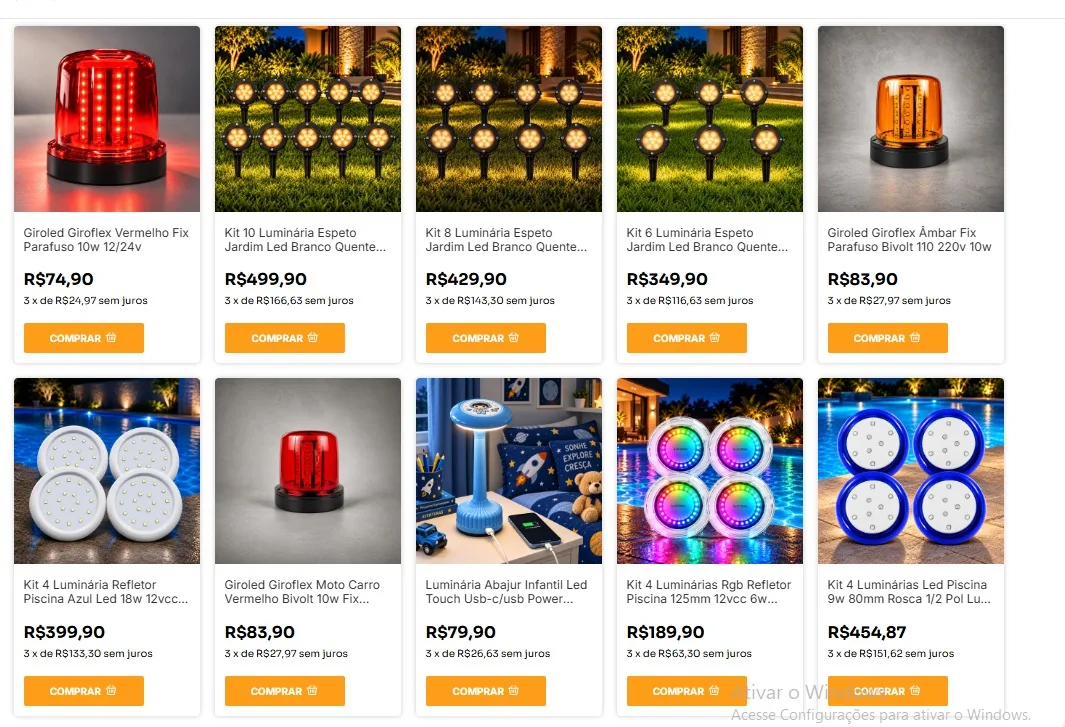 Giroled Giroflex Vermelho Fix
Parafuso 10w 12/24v
R$74,90
3 x de R$24,97 sem juros
COMPRAR
Kit 10 Luminária Espeto
Jardim Led Branco Quente...
R$499,90
3 x de R$166,63 sem juros
COMPRAR
Kit 8 Luminária Espeto
Jardim Led Branco Quente...
R$429,90
3 x de R$143,30 sem juros
COMPRAR
Kit 6 Luminária Espeto
Jardim Led Branco Quente...
R$349,90
3 x de R$116,63 sem juros
COMPRAR
Giroled Giroflex Âmbar Fix
Parafuso Bivolt 110 220v 10w
R$83,90
3 x de R$27,97 sem juros
COMPRAR
Kit 4 Luminária Refletor
Piscina Azul Led 18w 12vcc...
R$399,90
3 x de R$133,30 sem juros
COMPRAR
Giroled Giroflex Moto Carro
Vermelho Bivolt 10w Fix...
R$83,90
3 x de R$27,97 sem juros
COMPRAR
SONHE
EXPLORE
CRESÇA
Luminária Abajur Infantil Led
Touch Usb-c/usb Power...
R$79,90
3 x de R$26,63 sem juros
COMPRAR
Kit 4 Luminárias Rgb Refletor
Piscina 125mm 12vcc 6w...
R$189,90
3 x de R$63,30 sem juros
COMPRAR
Kit 4 Luminárias Led Piscina
9w 80mm Rosca 1/2 Pol Lu...
R$454,87
3 x de R$151,62 sem juros
COMPRAR
Ativar o Windows
Acesse Configurações para ativar o Windows.